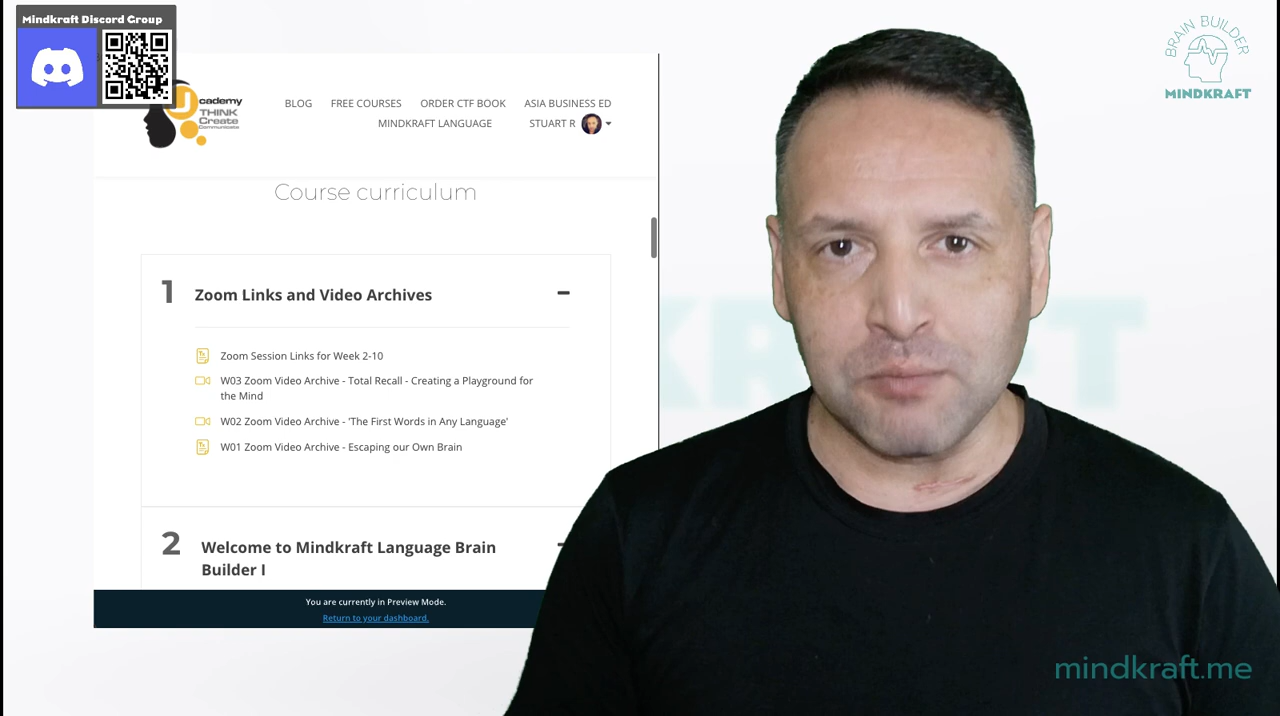 Mindkraft Discord Group
BRAIN BUILDER
MINDKRAFT
cademy
THINK
Create
Communicate
BLOG FREE COURSES ORDER CTF BOOK ASIA BUSINESS ED
MINDKRAFT LANGUAGE STUART R
Course curriculum
1 Zoom Links and Video Archives
Zoom Session Links for Week 2-10
W03 Zoom Video Archive - Total Recall - Creating a Playground for
the Mind
W02 Zoom Video Archive - 'The First Words in Any Language'
W01 Zoom Video Archive - Escaping our Own Brain
2 Welcome to Mindkraft Language Brain
Builder I
You are currently in Preview Mode.
Return to your dashboard.
mindkraft.me